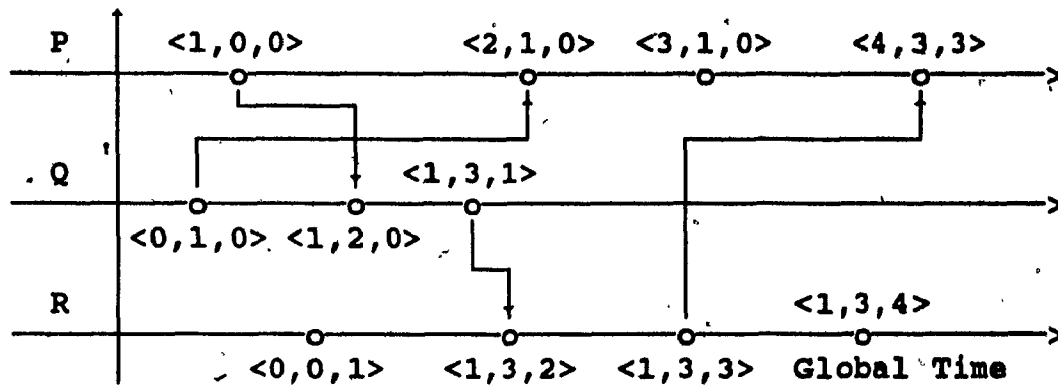 P <1,0,0> <2,1,0> <3,1,0> <4,3,3>
Q <1,3,1>
<0,1,0> <1,2,0>
R <1,3,4>
<0,0,1> <1,3,2> <1,3,3> Global Time